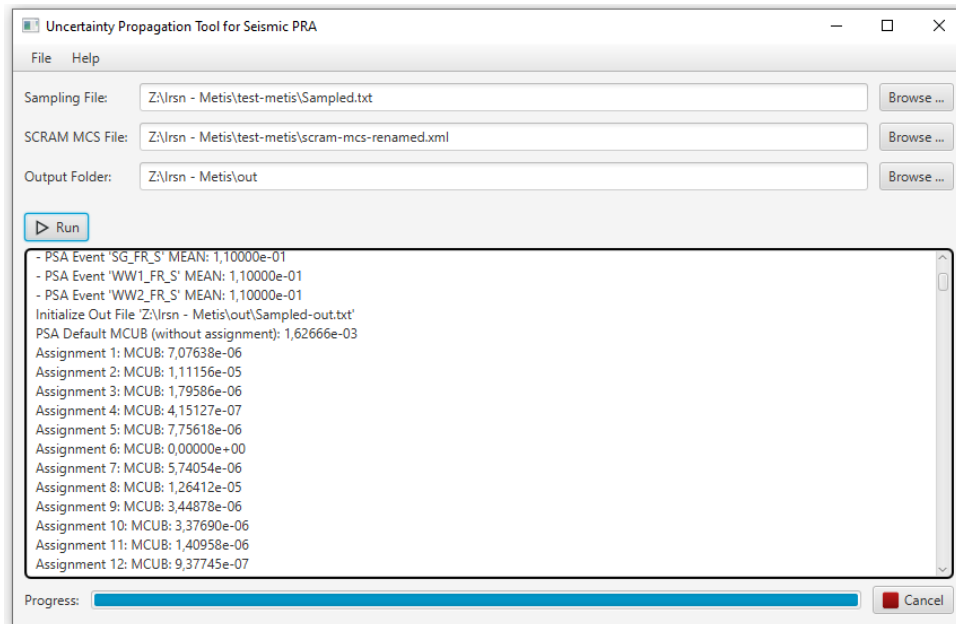 Uncertainty Propagation Tool for Seismic PRA
File Help
Sampling File: Z:\Irsn - Metis\test-metis\Sampled.txt Browse ...
SCRAM MCS File: Z:\Irsn - Metis\test-metis\scram-mcs-renamed.xml Browse ...
Output Folder: Z:\Irsn - Metis\out Browse ...
Run
- PSA Event 'SG_FR_S' MEAN: 1,10000e-01
- PSA Event 'WW1_FR_S' MEAN: 1,10000e-01
- PSA Event 'WW2_FR_S' MEAN: 1,10000e-01
Initialize Out File 'Z:\Irsn - Metis\out\Sampled-out.txt'
PSA Default MCUB (without assignment): 1,62666e-03
Assignment 1: MCUB: 7,07638e-06
Assignment 2: MCUB: 1,11156e-05
Assignment 3: MCUB: 1,79586e-06
Assignment 4: MCUB: 4,15127e-07
Assignment 5: MCUB: 7,75618e-06
Assignment 6: MCUB: 0,00000e+00
Assignment 7: MCUB: 5,74054e-06
Assignment 8: MCUB: 1,26412e-05
Assignment 9: MCUB: 3,44878e-06
Assignment 10: MCUB: 3,37690e-06
Assignment 11: MCUB: 1,40958e-06
Assignment 12: MCUB: 9,37745e-07
Progress: Cancel